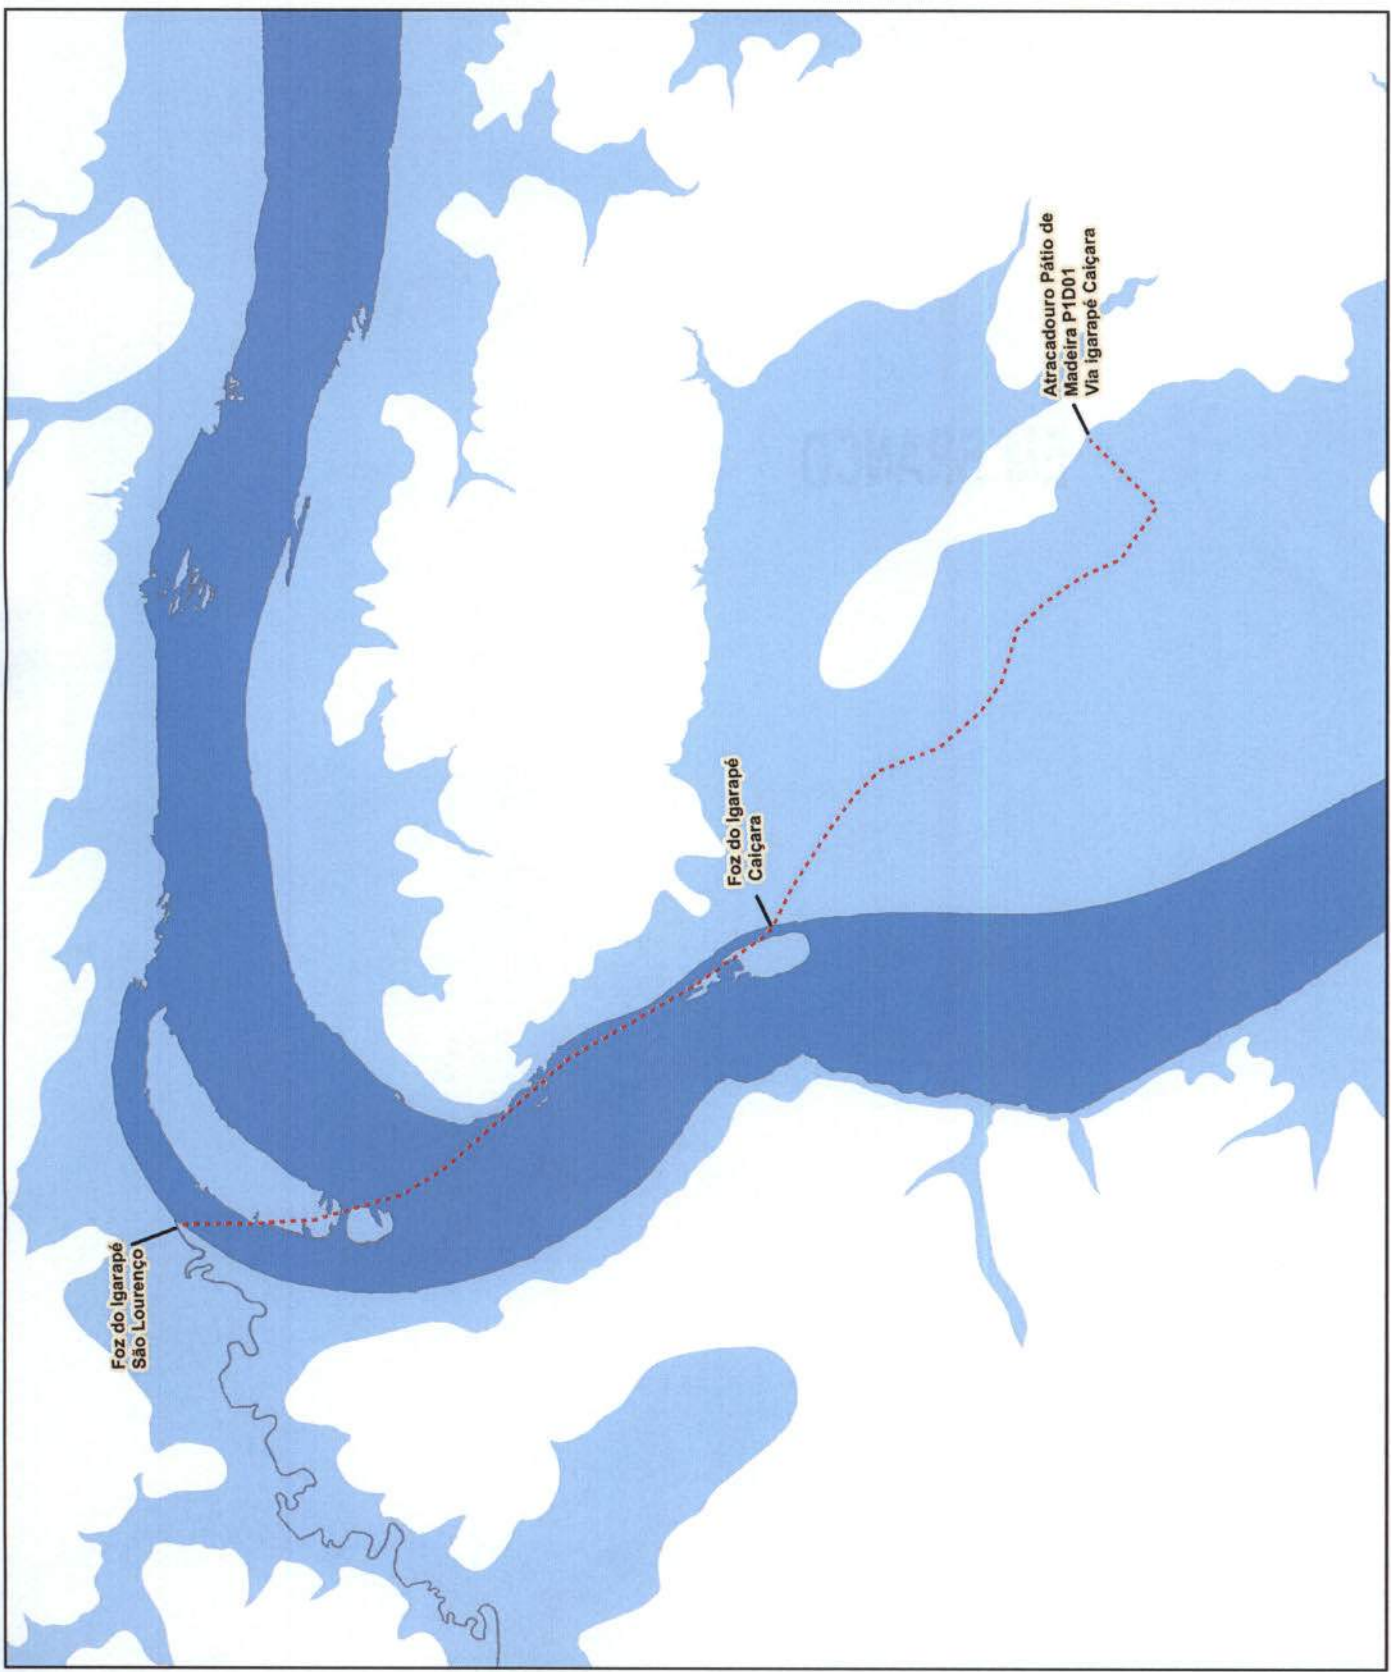 Foz do Igarapé
São Lourenço
Foz do Igarapé
Caiçara
Atracadouro Pátio de
Madeira P1D01
Via igarapé Caiçara